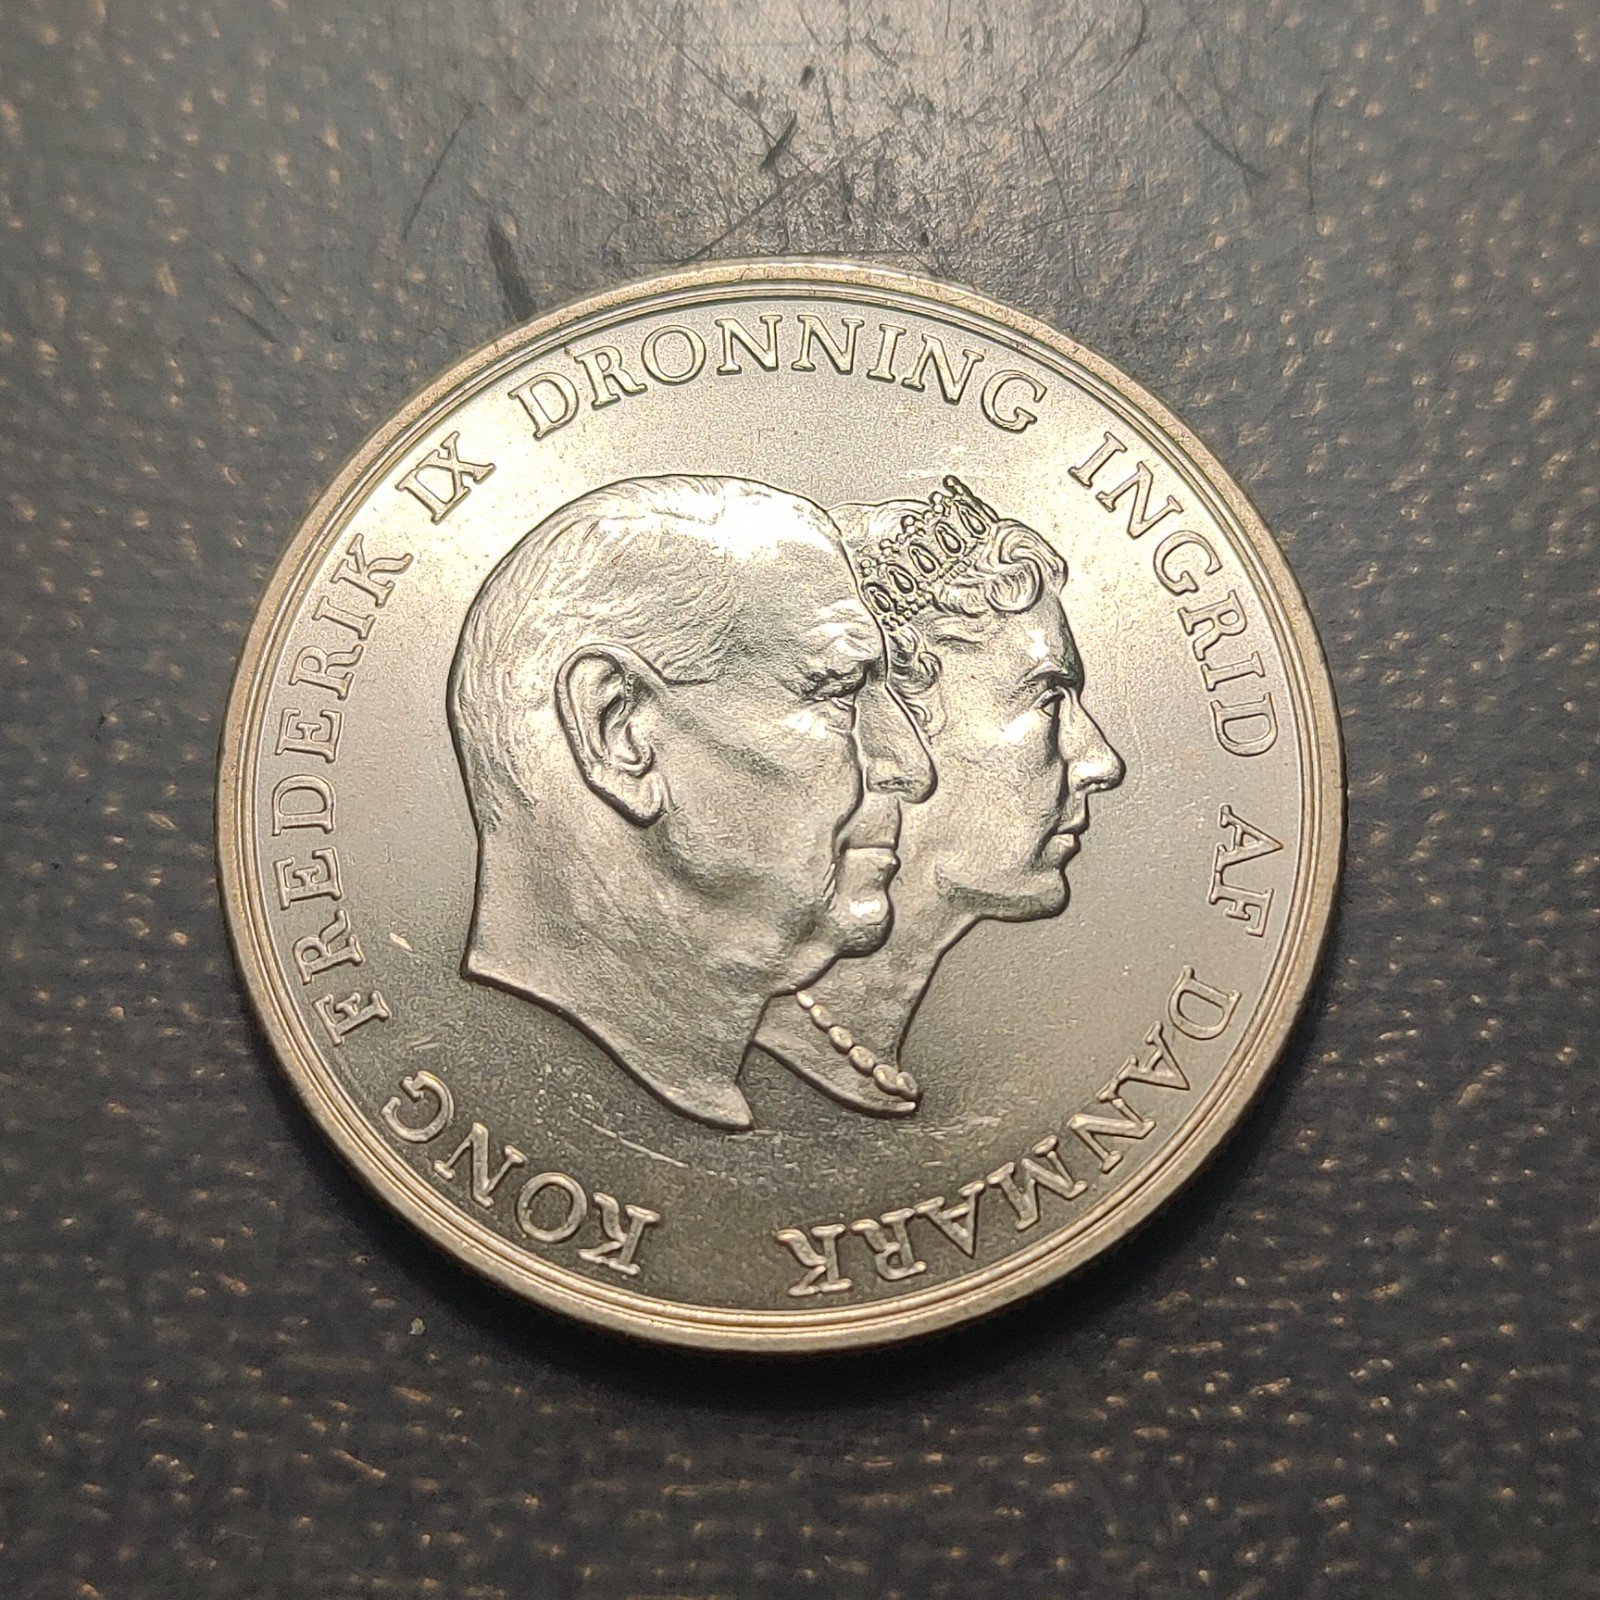 KONG FREDERIK IX DRONNING INGRID AF DANMARK